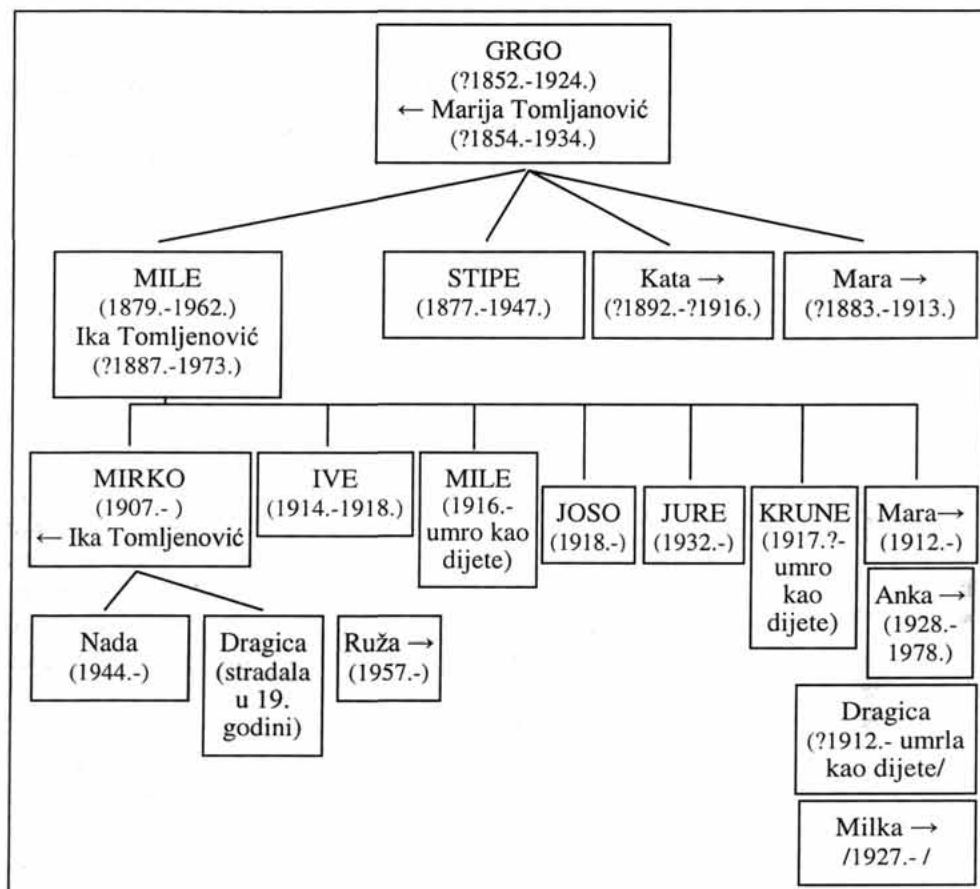 GRGO
(?1852.-1924.)
← Marija Tomljanović
(?1854.-1934.)
MILE
(1879.-1962.)
Ika Tomljenović
(?1887.-1973.)
STIPE
(1877.-1947.)
Kata →
(?1892.-?1916.)
Mara →
(?1883.-1913.)
MIRKO
(1907.- )
← Ika Tomljenović
IVE
(1914.-1918.)
MILE
(1916.-
umro kao
dijete)
JOSO
(1918.-)
JURE
(1932.-)
KRUNE
(1917.?-
umro
kao
dijete)
Mara→
(1912.-)
Anka →
(1928.-
1978.)
Dragica
(?1912.- umrla
kao dijete/
Milka →
/1927.- /
Nada
(1944.-)
Dragica
(stradala
u 19.
godini)
Ruža →
(1957.-)